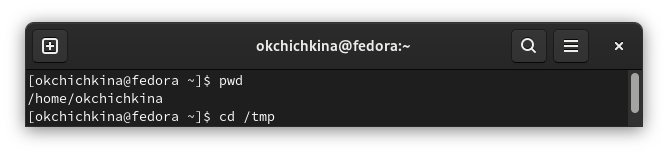 okchichkina@fedora:~
[okchichkina@fedora ~]$ pwd
/home/okchichkina
[okchichkina@fedora ~]$ cd /tmp